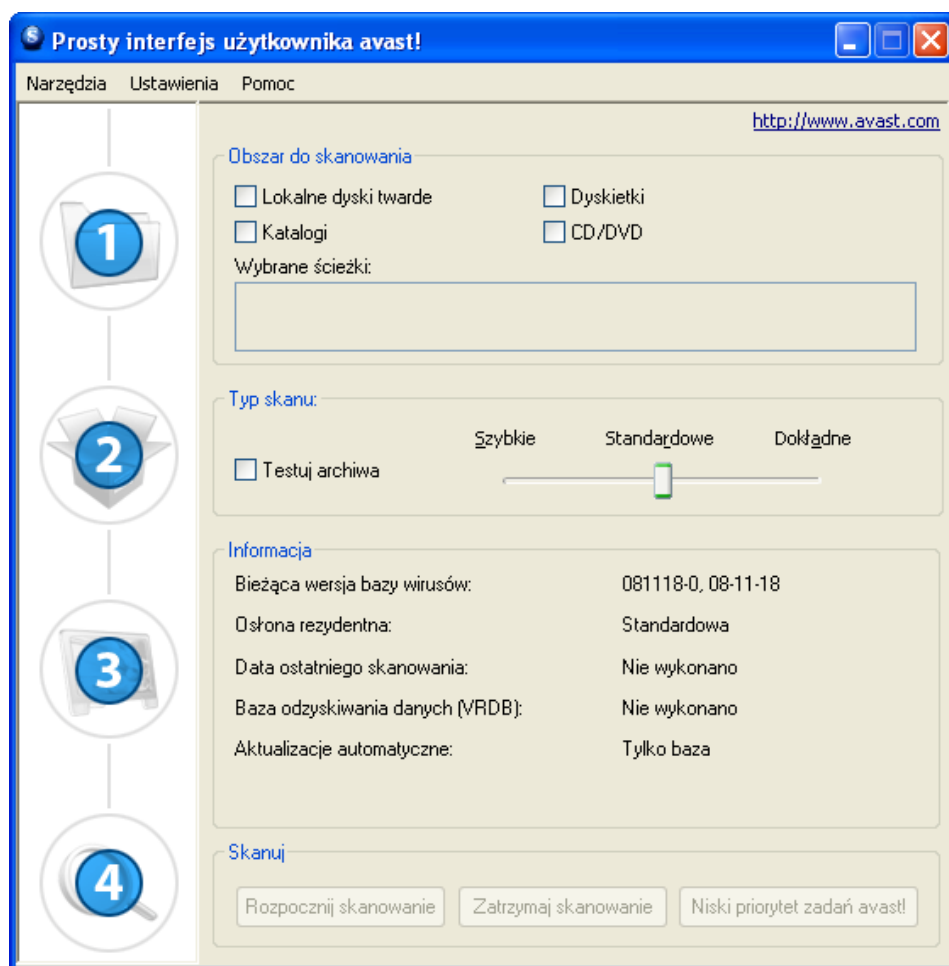 Prosty interfejs użytkownika avast!
Narzędzia Ustawienia Pomoc
http://www.avast.com
1
Obszar do skanowania
Lokalne dyski twarde Dyskietki
Katalogi CD/DVD
Wybrane ścieżki:
2
Typ skanu:
Szybkie Standardowe Dokładne
Testuj archiwa
3
Informacja
Bieżąca wersja bazy wirusów: 081118-0, 08-11-18
Osłona rezydentna: Standardowa
Data ostatniego skanowania: Nie wykonano
Baza odzyskiwania danych (VRDB): Nie wykonano
Aktualizacje automatyczne: Tylko baza
4
Skanuj
Rozpocznij skanowanie Zatrzymaj skanowanie Niski priorytet zadań avast!